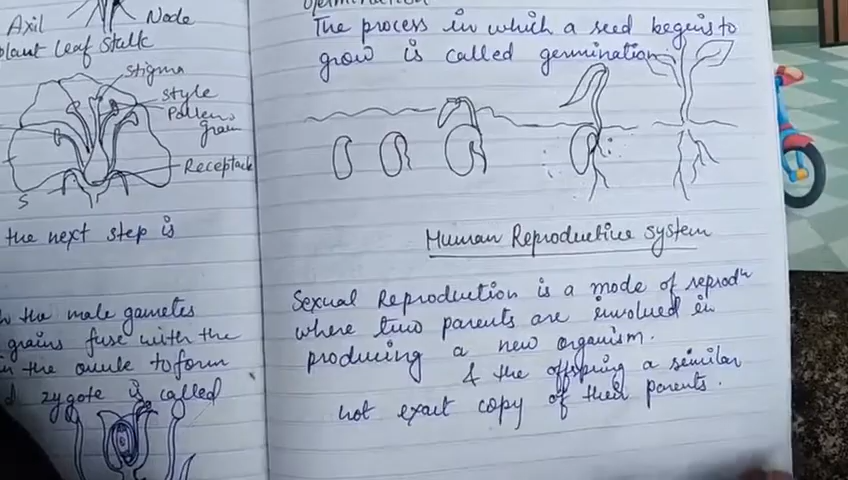 Axil
Node
plant leaf stalk
Stigma
style
Pollen
grain
Receptacle
S
the next step is
the male gametes
grains fuse with the
in the ovule to form
zygote is called
Germination
The process in which a seed begins to
grow is called germination.
Human Reproductive system
Sexual Reproduction is a mode of reprodn
where two parents are involved in
producing a new organism.
& the offspring a similar
not exact copy of their parents.